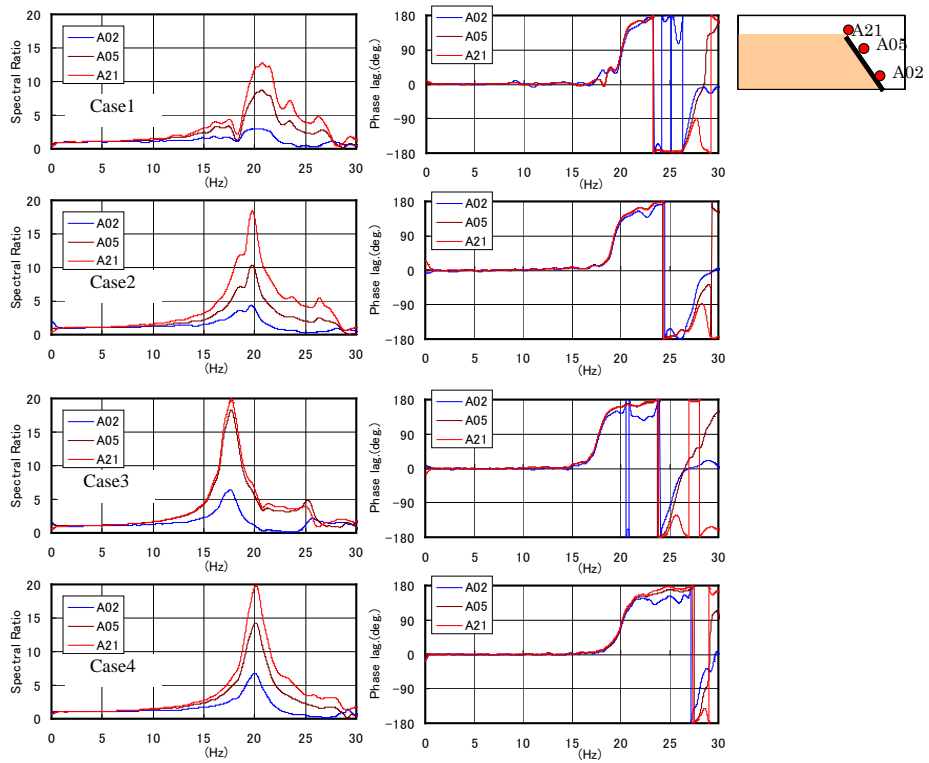 20
15
10
5
0
Spectral Ratio
A02
A05
A21
Case1
0 5 10 15 20 25 30
(Hz)
180
90
0
-90
-180
Phase lag.(deg.)
A02
A05
A21
0 5 10 15 20 25 30
(Hz)
A21
A05
A02
20
15
10
5
0
Spectral Ratio
A02
A05
A21
Case2
0 5 10 15 20 25 30
(Hz)
180
90
0
-90
-180
Phase lag.(deg.)
A02
A05
A21
0 5 10 15 20 25 30
(Hz)
20
15
10
5
0
Spectral Ratio
A02
A05
A21
Case3
0 5 10 15 20 25 30
(Hz)
180
90
0
-90
-180
Phase lag.(deg.)
A02
A05
A21
0 5 10 15 20 25 30
(Hz)
20
15
10
5
0
Spectral Ratio
A02
A05
A21
Case4
0 5 10 15 20 25 30
(Hz)
180
90
0
-90
-180
Phase lag.(deg.)
A02
A05
A21
0 5 10 15 20 25 30
(Hz)